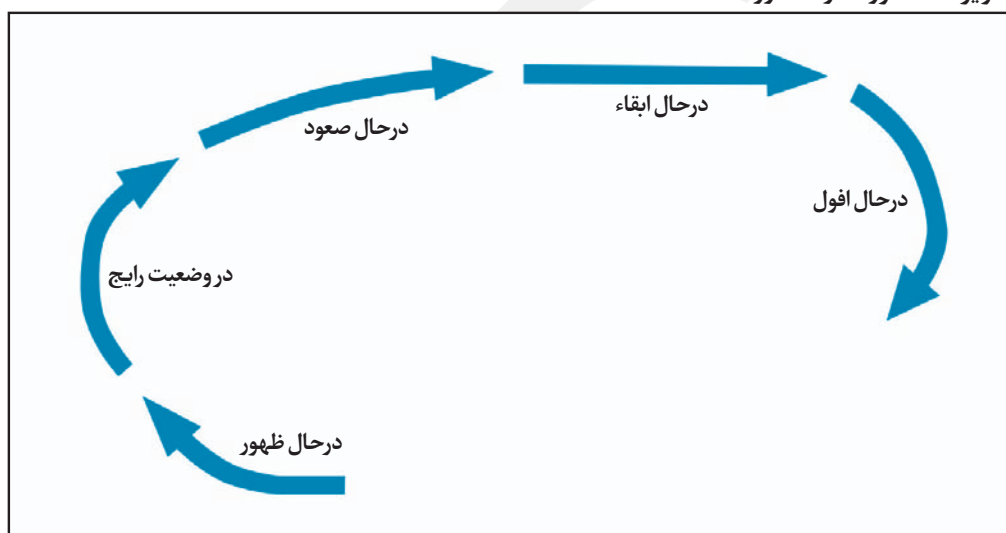 درحال ابقاء
درحال صعود
درحال افول
در وضعیت رایج
درحال ظهور